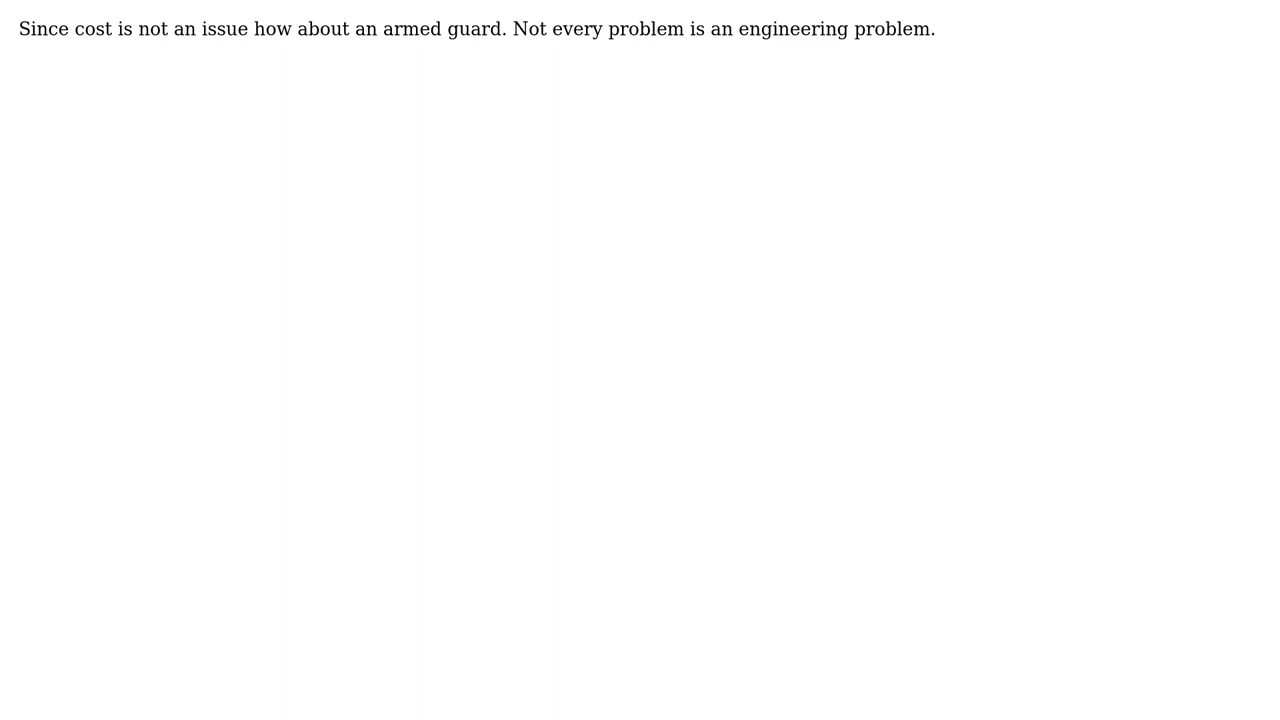 Since cost is not an issue how about an armed guard. Not every problem is an engineering problem.